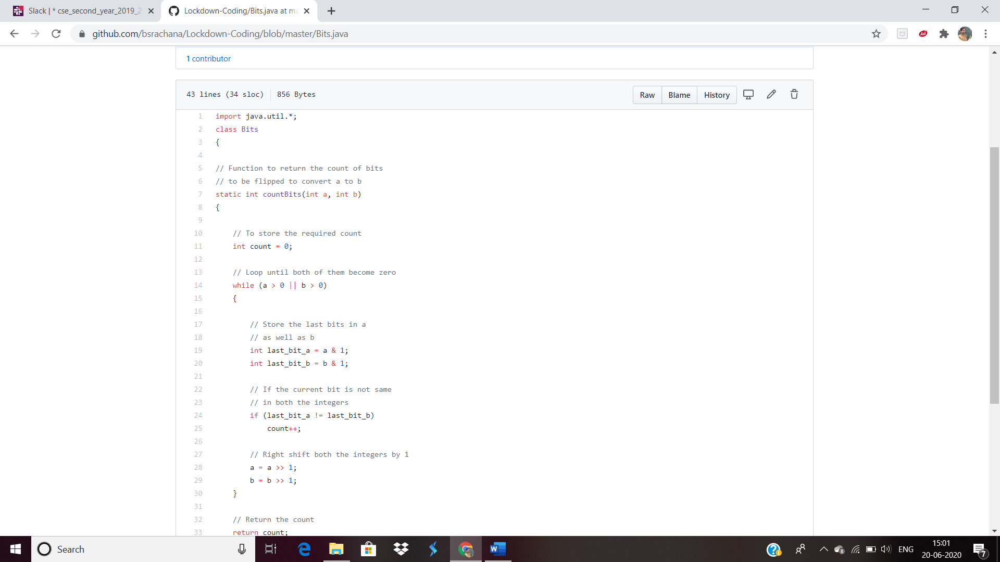 Slack | * cse_second_year_2019_2
Lockdown-Coding/Bits.java at ma
github.com/bsrachana/Lockdown-Coding/blob/master/Bits.java
Ask
1 contributor
43 lines (34 sloc) 856 Bytes
Raw Blame History
1 import java.util.*;
2 class Bits
3 {
4
5 // Function to return the count of bits
6 // to be flipped to convert a to b
7 static int countBits(int a, int b)
8 {
9
10 // To store the required count
11 int count = 0;
12
13 // Loop until both of them become zero
14 while (a > 0 || b > 0)
15 {
16
17 // Store the last bits in a
18 // as well as b
19 int last_bit_a = a & 1;
20 int last_bit_b = b & 1;
21
22 // If the current bit is not same
23 // in both the integers
24 if (last_bit_a != last_bit_b)
25 count++;
26
27 // Right shift both the integers by 1
28 a = a >> 1;
29 b = b >> 1;
30 }
31
32 // Return the count
33 return count;
Search
ENG
15:01
20-06-2020
7